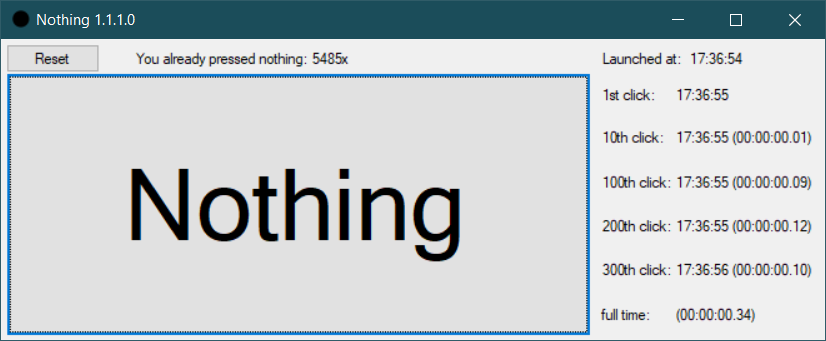 Nothing 1.1.1.0
Reset
You already pressed nothing: 5485x
Nothing
Launched at: 17:36:54
1st click: 17:36:55
10th click: 17:36:55 (00:00:00.01)
100th click: 17:36:55 (00:00:00.09)
200th click: 17:36:55 (00:00:00.12)
300th click: 17:36:56 (00:00:00.10)
full time: (00:00:00.34)